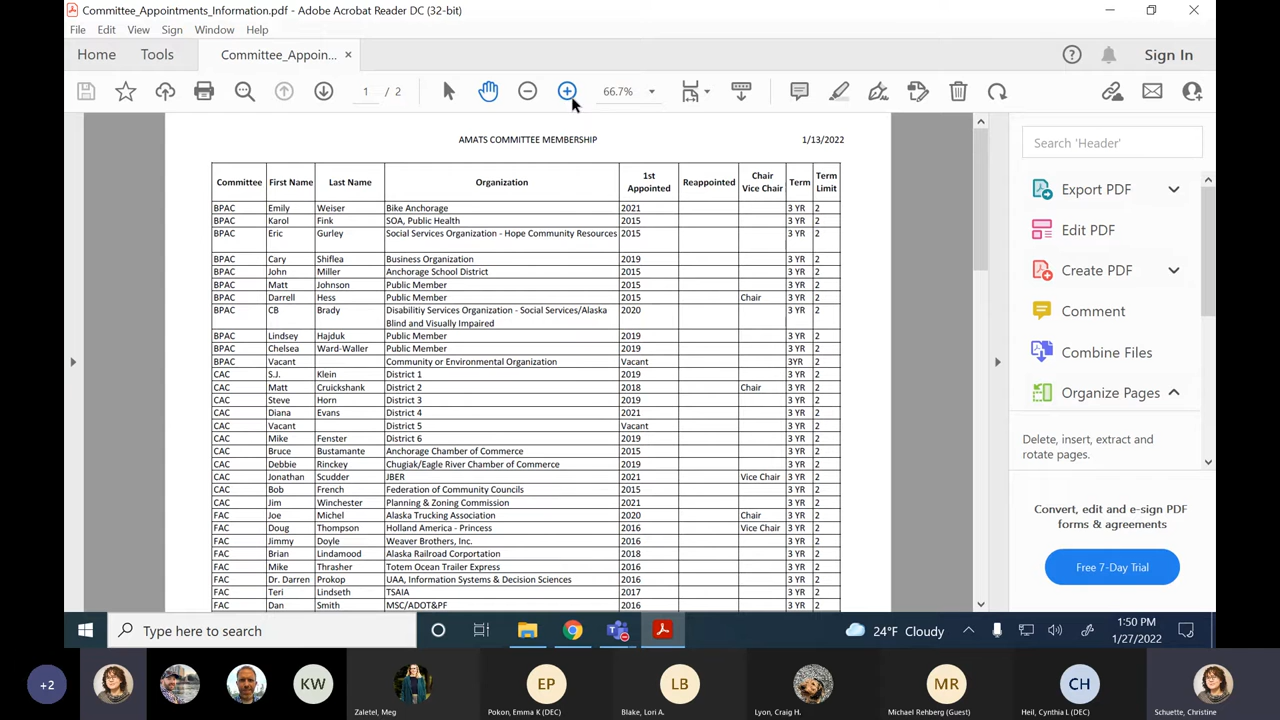 Committee_Appointments_Information.pdf - Adobe Acrobat Reader DC (32-bit)
File Edit View Sign Window Help
Home Tools Committee_Appoin... × Sign In
1 / 2 66.7%
AMATS COMMITTEE MEMBERSHIP 1/13/2022
Committee First Name Last Name Organization 1st Appointed Reappointed Chair Vice Chair Term Term Limit
BPAC Emily Weiser Bike Anchorage 2021 3 YR 2
BPAC Karol Fink SOA, Public Health 2015 3 YR 2
BPAC Eric Gurley Social Services Organization - Hope Community Resources 2015 3 YR 2
BPAC Cary Shiflea Business Organization 2019 3 YR 2
BPAC John Miller Anchorage School District 2015 3 YR 2
BPAC Matt Johnson Public Member 2015 3 YR 2
BPAC Darrell Hess Public Member 2015 Chair 3 YR 2
BPAC CB Brady Disabilitiy Services Organization - Social Services/Alaska 2020 3 YR 2
Blind and Visually Impaired
BPAC Lindsey Hajduk Public Member 2019 3 YR 2
BPAC Chelsea Ward-Waller Public Member 2019 3 YR 2
BPAC Vacant Community or Environmental Organization Vacant 3YR 2
CAC S.J. Klein District 1 2019 3 YR 2
CAC Matt Cruickshank District 2 2018 Chair 3 YR 2
CAC Steve Horn District 3 2019 3 YR 2
CAC Diana Evans District 4 2021 3 YR 2
CAC Vacant District 5 Vacant 3 YR 2
CAC Mike Fenster District 6 2019 3 YR 2
CAC Bruce Bustamante Anchorage Chamber of Commerce 2015 3 YR 2
CAC Debbie Rinckey Chugiak/Eagle River Chamber of Commerce 2019 3 YR 2
CAC Jonathan Scudder JBER 2021 Vice Chair 3 YR 2
CAC Bob French Federation of Community Councils 2015 3 YR 2
CAC Jim Winchester Planning & Zoning Commission 2021 3 YR 2
FAC Joe Michel Alaska Trucking Association 2020 Chair 3 YR 2
FAC Doug Thompson Holland America - Princess 2016 Vice Chair 3 YR 2
FAC Jimmy Doyle Weaver Brothers, Inc. 2016 3 YR 2
FAC Brian Lindamood Alaska Railroad Corportation 2018 3 YR 2
FAC Mike Thrasher Totem Ocean Trailer Express 2016 3 YR 2
FAC Dr. Darren Prokop UAA, Information Systems & Decision Sciences 2016 3 YR 2
FAC Teri Lindseth TSAIA 2017 3 YR 2
FAC Dan Smith MSC/ADOT&PF 2016 3 YR 2
Search 'Header'
Export PDF
Edit PDF
Create PDF
Comment
Combine Files
Organize Pages
Delete, insert, extract and
rotate pages.
Convert, edit and e-sign PDF
forms & agreements
Free 7-Day Trial
Type here to search
24°F Cloudy
1:50 PM
1/27/2022
+2 KW EP LB MR CH
Zaletel, Meg Pokon, Emma K (DEC) Blake, Lori A. Lyon, Craig H. Michael Rehberg (Guest) Heil, Cynthia L (DEC) Schuette, Christine